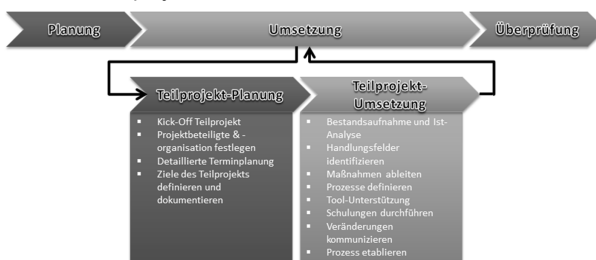 Planung
Umsetzung
Überprüfung
Teilprojekt-Planung
Kick-Off Teilprojekt
Projektbeteiligte & -
organisation festlegen
Detaillierte Terminplanung
Ziele des Teilprojekts
definieren und
dokumentieren
Teilprojekt-
Umsetzung
Bestandsaufnahme und Ist-
Analyse
Handlungsfelder
identifizieren
Maßnahmen ableiten
Prozesse definieren
Tool-Unterstützung
Schulungen durchführen
Veränderungen
kommunizieren
Prozess etablieren